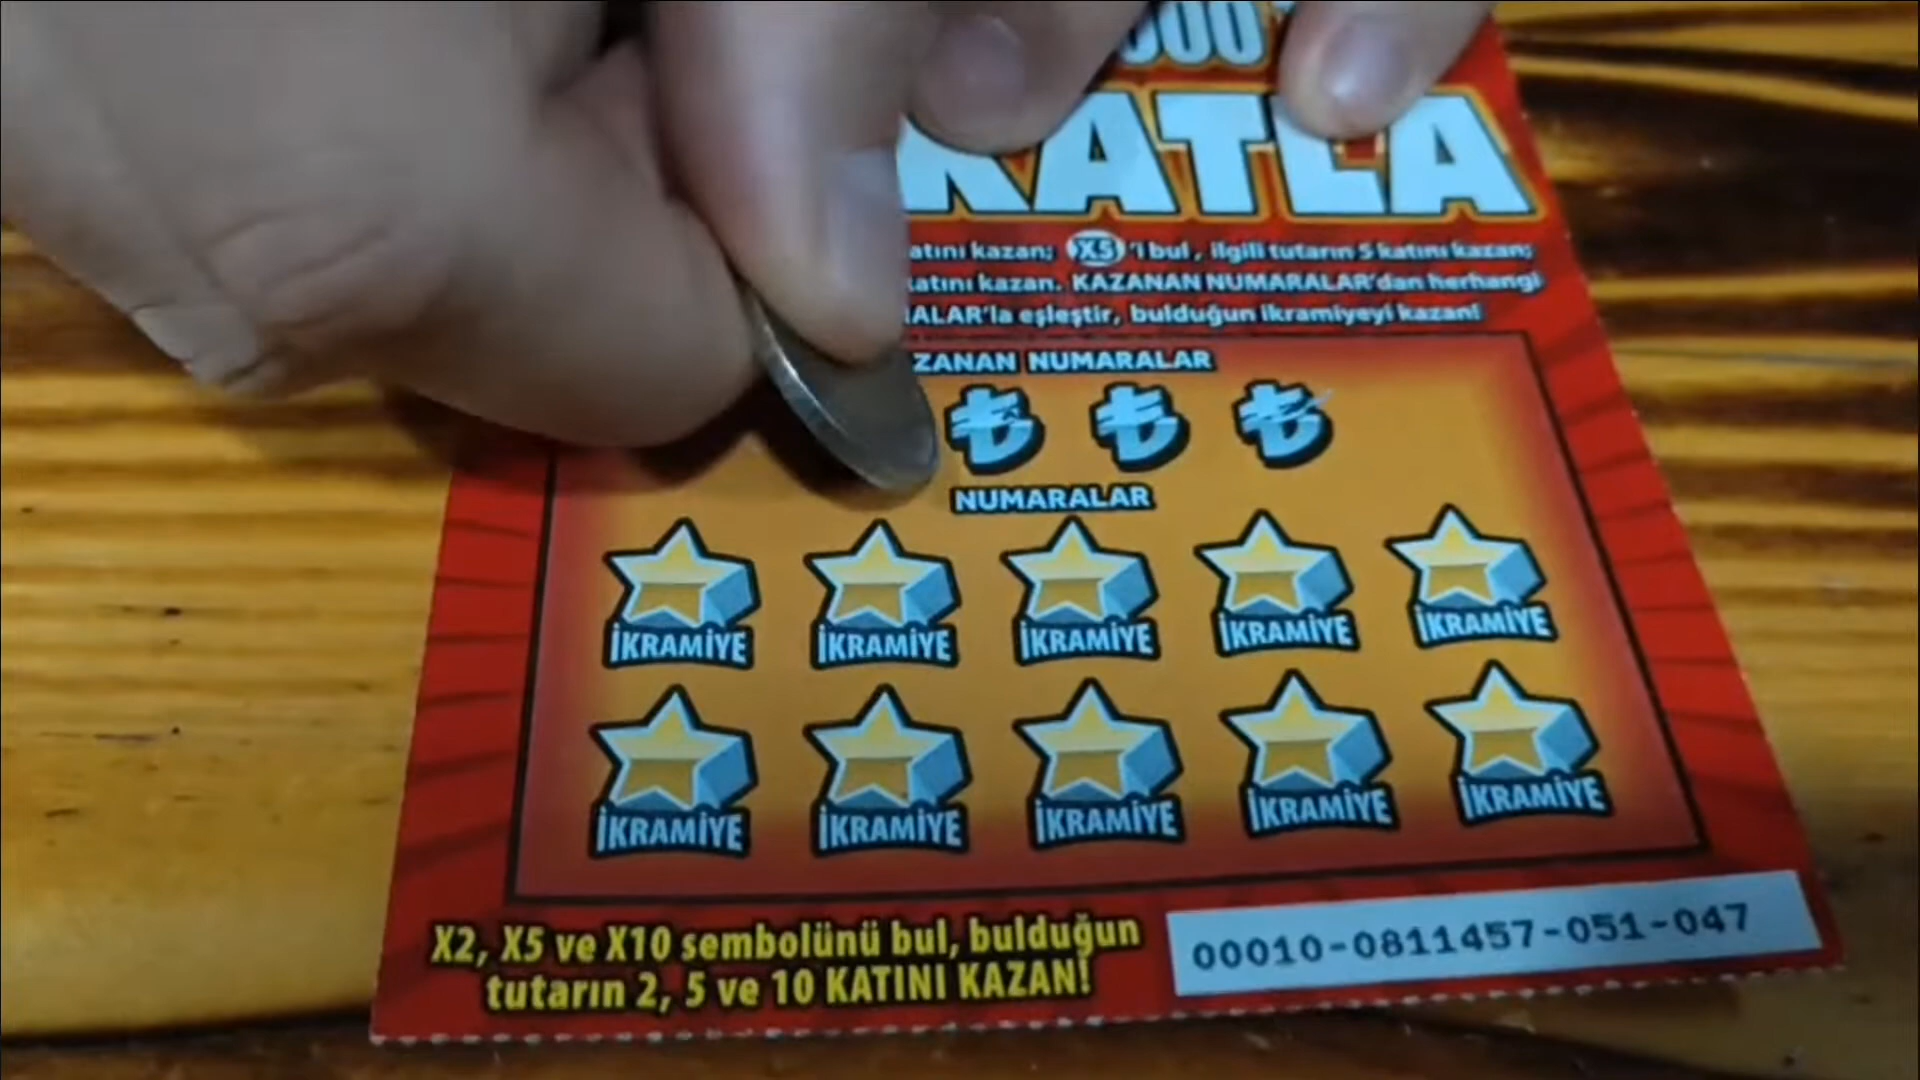 000
KATLA
atını kazan; X5 'i bul, ilgili tutarın 5 katını kazan;
atını kazan. KAZANAN NUMARALAR'dan herhangi
ALAR'la eşleştir, bulduğun ikramiyeyi kazan!
ZANAN NUMARALAR
₺ ₺ ₺
NUMARALAR
İKRAMİYE İKRAMİYE İKRAMİYE İKRAMİYE İKRAMİYE
İKRAMİYE İKRAMİYE İKRAMİYE İKRAMİYE İKRAMİYE
X2, X5 ve X10 sembolünü bul, bulduğun
tutarın 2, 5 ve 10 KATINI KAZAN!
00010-0811457-051-047